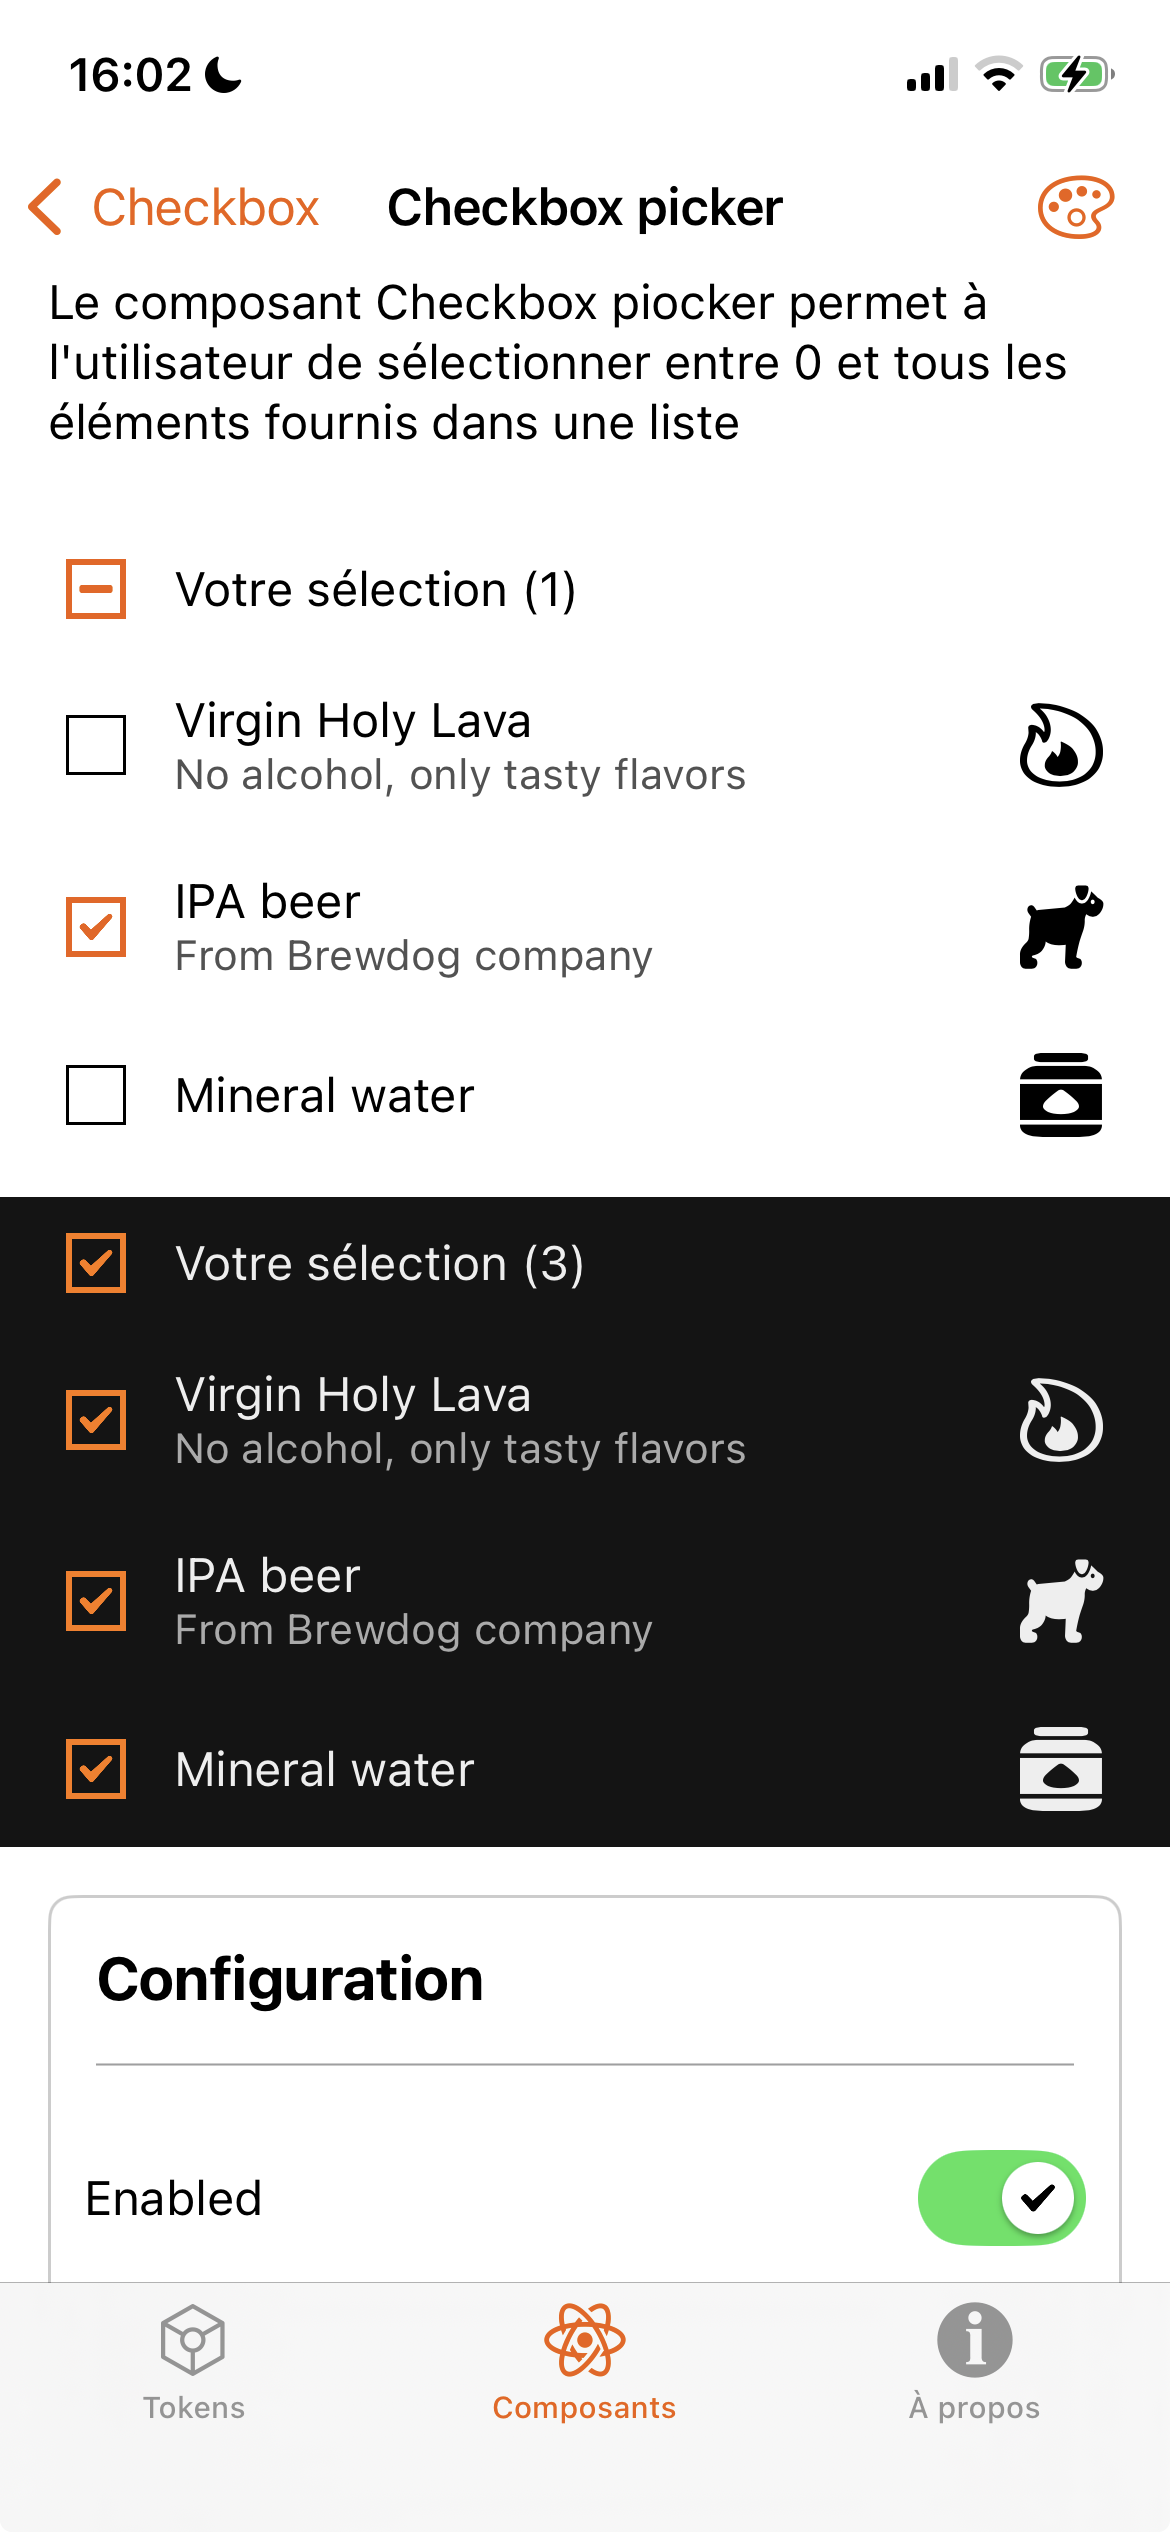 16:02
Checkbox
Checkbox picker
Le composant Checkbox piocker permet à
l'utilisateur de sélectionner entre 0 et tous les
éléments fournis dans une liste
Votre sélection (1)
Virgin Holy Lava
No alcohol, only tasty flavors
IPA beer
From Brewdog company
Mineral water
Votre sélection (3)
Virgin Holy Lava
No alcohol, only tasty flavors
IPA beer
From Brewdog company
Mineral water
Configuration
Enabled
Tokens
Composants
À propos